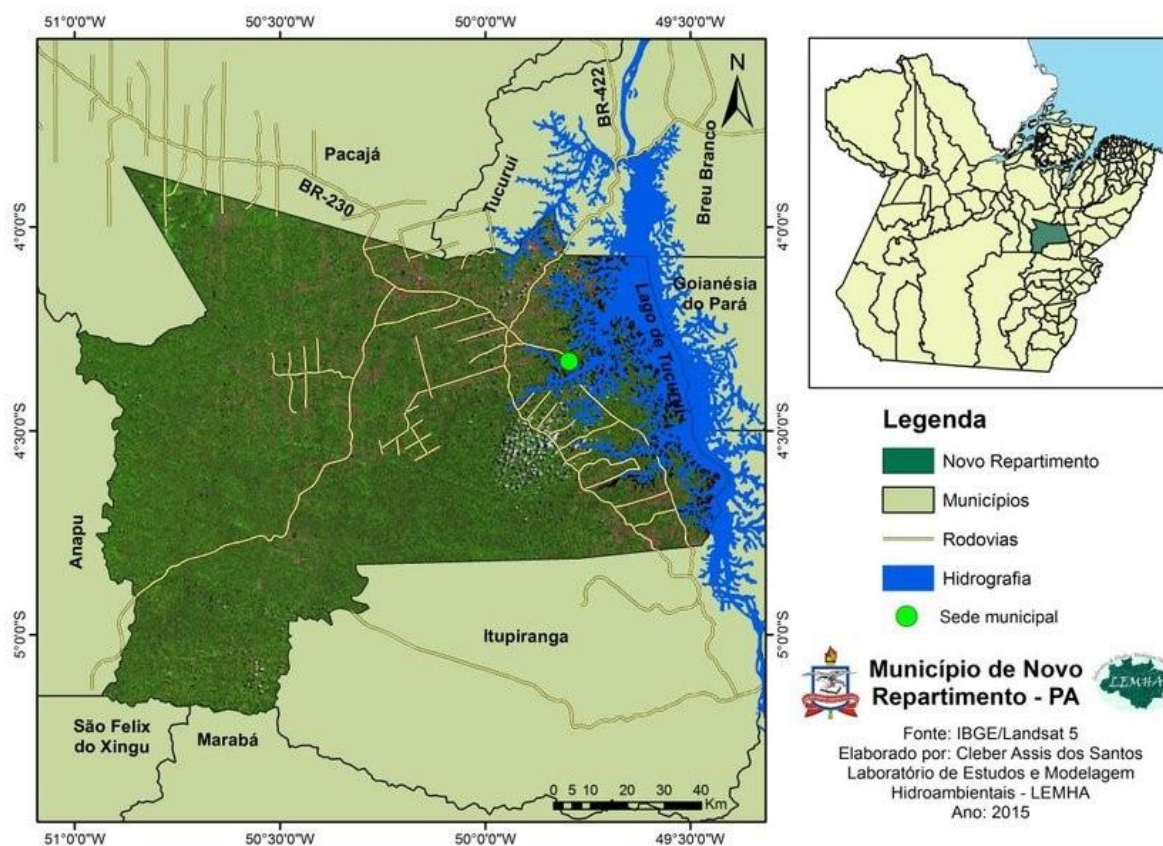 51°0'0"O
50°30'0"O
50°0'0"O
49°30'0"O
4°0'0"S
4°30'0"S
5°0'0"S
4°0'0"S
4°30'0"S
5°0'0"S
51°0'0"O
50°30'0"O
50°0'0"O
49°30'0"O
N
BR-422
Pacajá
BR-230
Tucuruí
Breu Branco
Goianésia
do Pará
Lago de Tucuruí
Anapu
Itupiranga
São Felix
do Xingu
Marabá
0 5 10 20 30 40
Km
Legenda
Novo Repartimento
Municípios
Rodovias
Hidrografia
Sede municipal
Município de Novo
Repartimento - PA
LEMHA
Fonte: IBGE/Landsat 5
Elaborado por: Cleber Assis dos Santos
Laboratório de Estudos e Modelagem
Hidroambientais - LEMHA
Ano: 2015